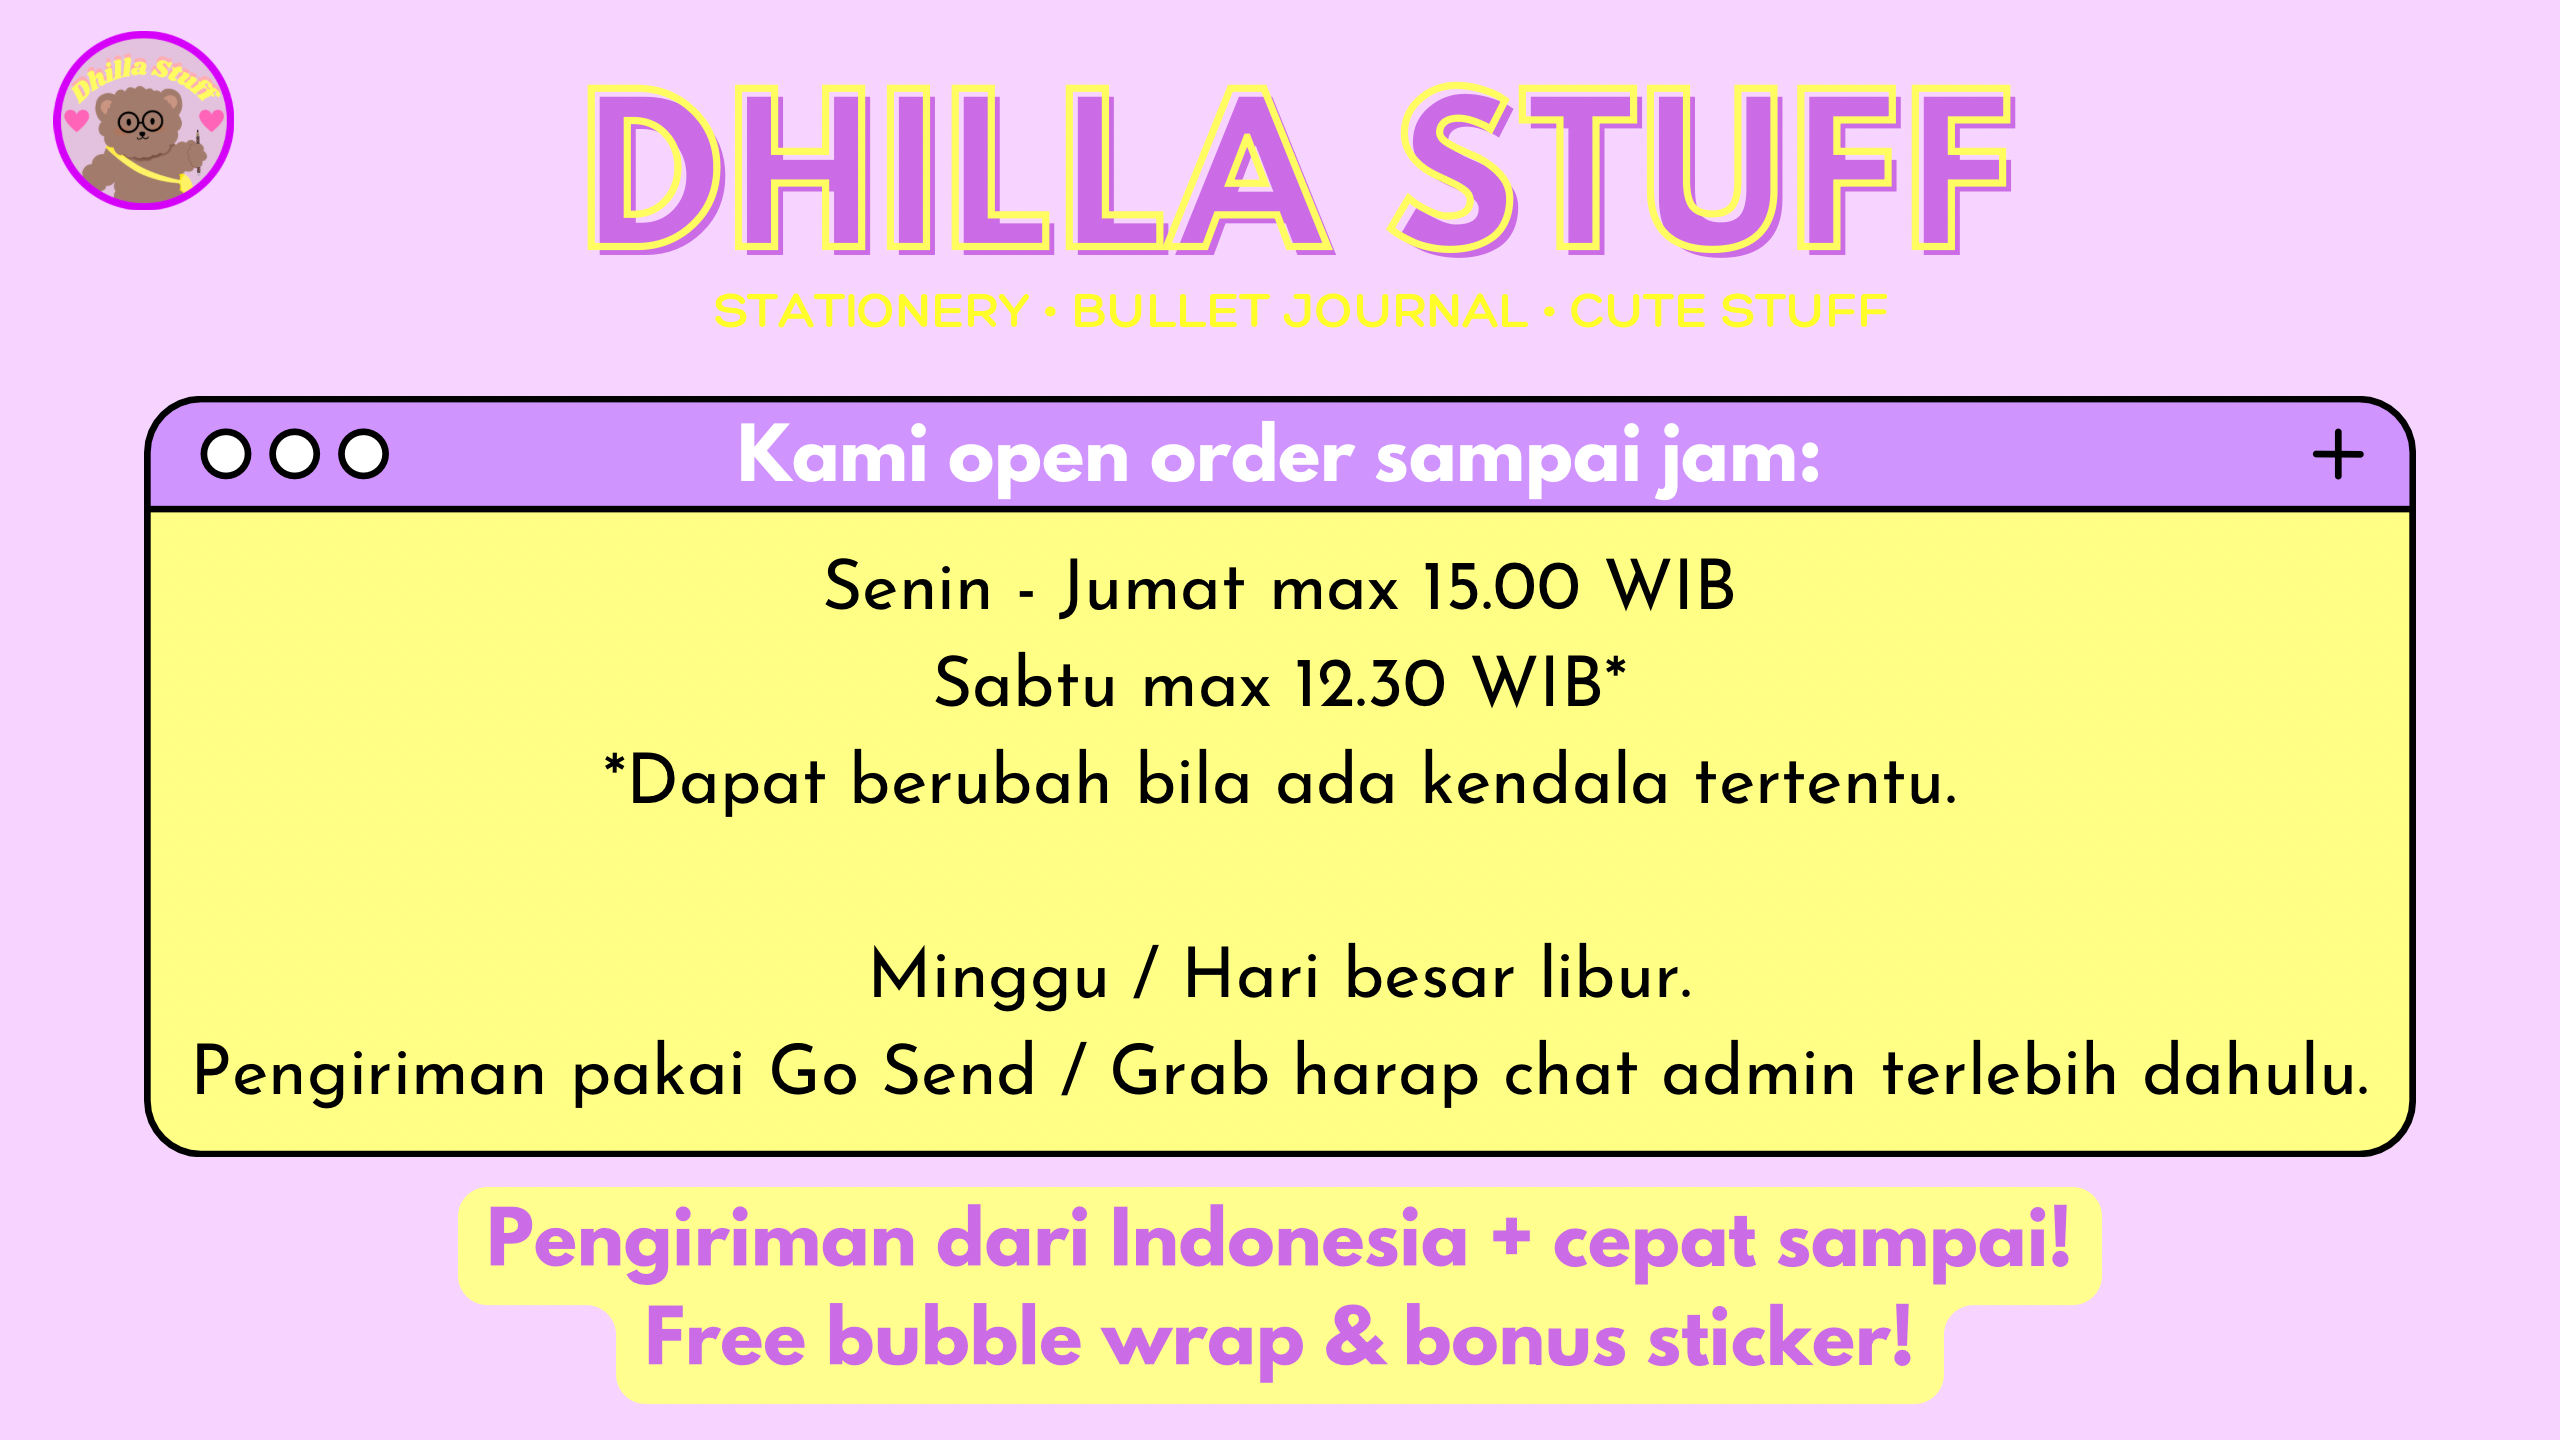 Dhilla Stuff
DHILLA STUFF
STATIONERY • BULLET JOURNAL • CUTE STUFF
Kami open order sampai jam:
Senin - Jumat max 15.00 WIB
Sabtu max 12.30 WIB*
*Dapat berubah bila ada kendala tertentu.
Minggu / Hari besar libur.
Pengiriman pakai Go Send / Grab harap chat admin terlebih dahulu.
Pengiriman dari Indonesia + cepat sampai!
Free bubble wrap & bonus sticker!